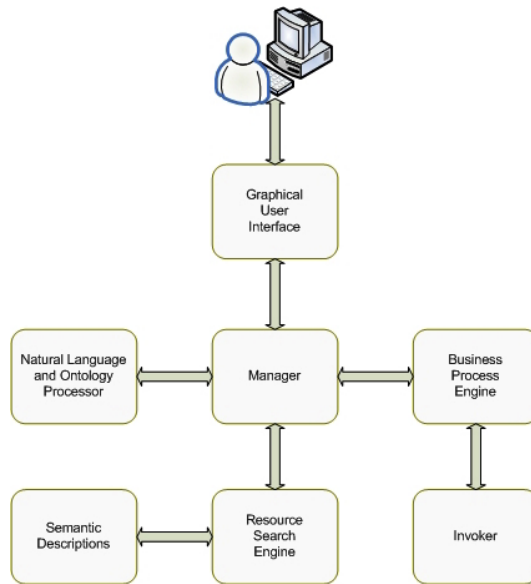 Graphical
User
Interface
Natural Language
and Ontology
Processor
Manager
Business
Process
Engine
Semantic
Descriptions
Resource
Search
Engine
Invoker